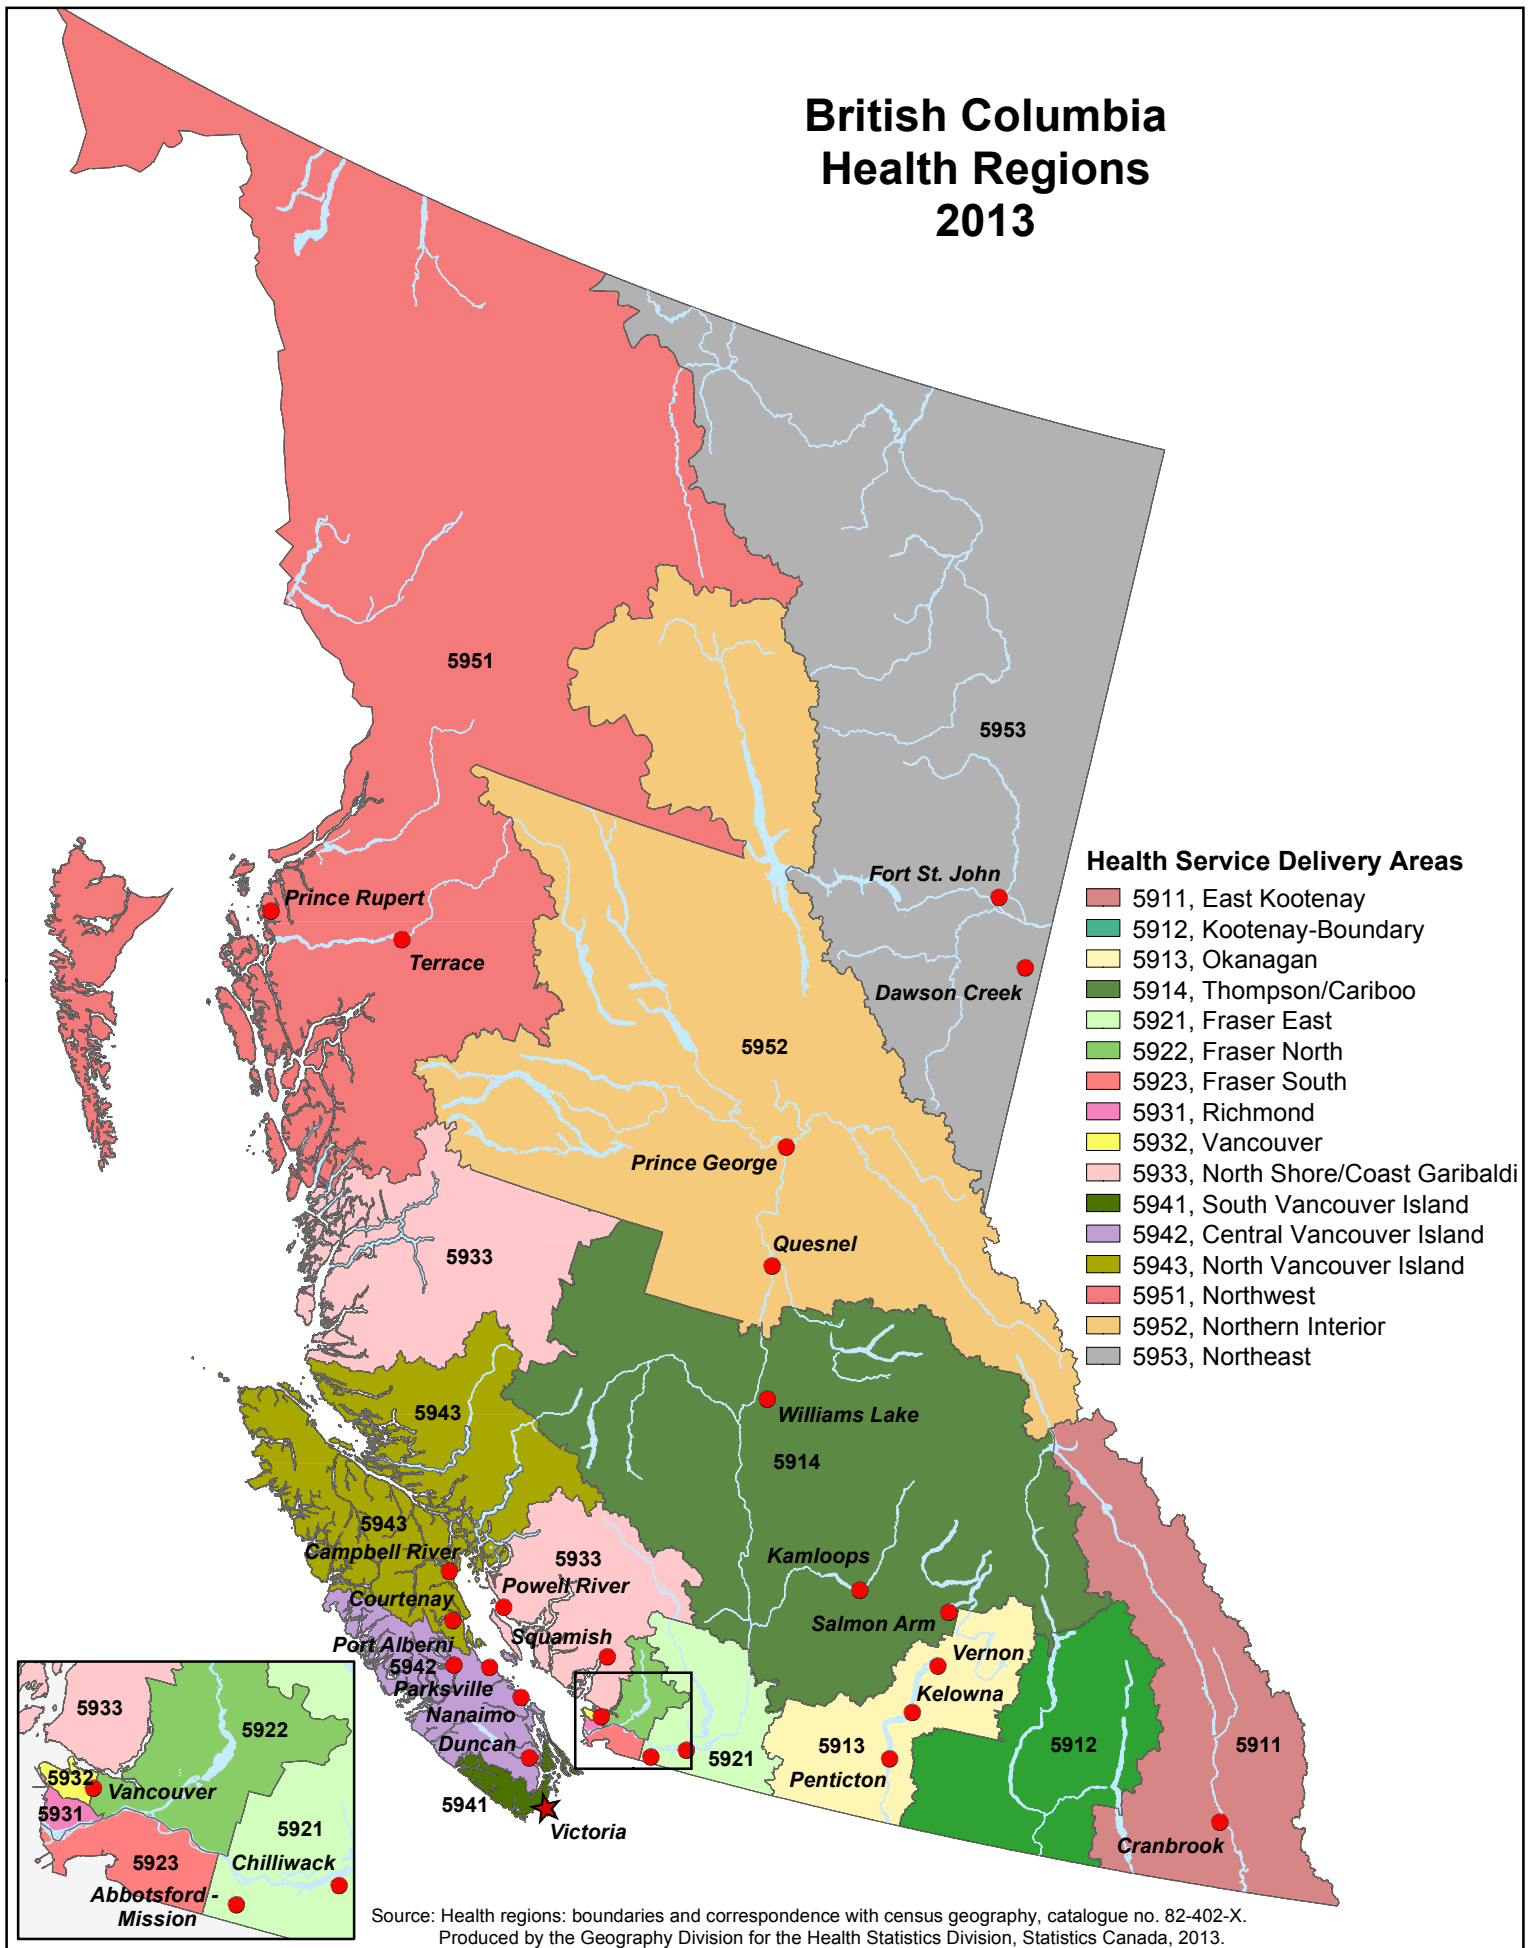 British Columbia
Health Regions
2013
5951
5953
Fort St. John
Prince Rupert
Terrace
Dawson Creek
5952
Prince George
Quesnel
5933
Williams Lake
5943
5914
5943
Campbell River
5933
Powell River
Kamloops
Courtenay
Salmon Arm
Squamish
Port Alberni
5942
Vernon
Parksville
Kelowna
Nanaimo
Duncan
5921
5913
5912
5911
Penticton
5941
Victoria
Cranbrook
Health Service Delivery Areas
5911, East Kootenay
5912, Kootenay-Boundary
5913, Okanagan
5914, Thompson/Cariboo
5921, Fraser East
5922, Fraser North
5923, Fraser South
5931, Richmond
5932, Vancouver
5933, North Shore/Coast Garibaldi
5941, South Vancouver Island
5942, Central Vancouver Island
5943, North Vancouver Island
5951, Northwest
5952, Northern Interior
5953, Northeast
5933
5922
5932
Vancouver
5931
5921
5923
Chilliwack
Abbotsford -
Mission
Source: Health regions: boundaries and correspondence with census geography, catalogue no. 82-402-X.
Produced by the Geography Division for the Health Statistics Division, Statistics Canada, 2013.